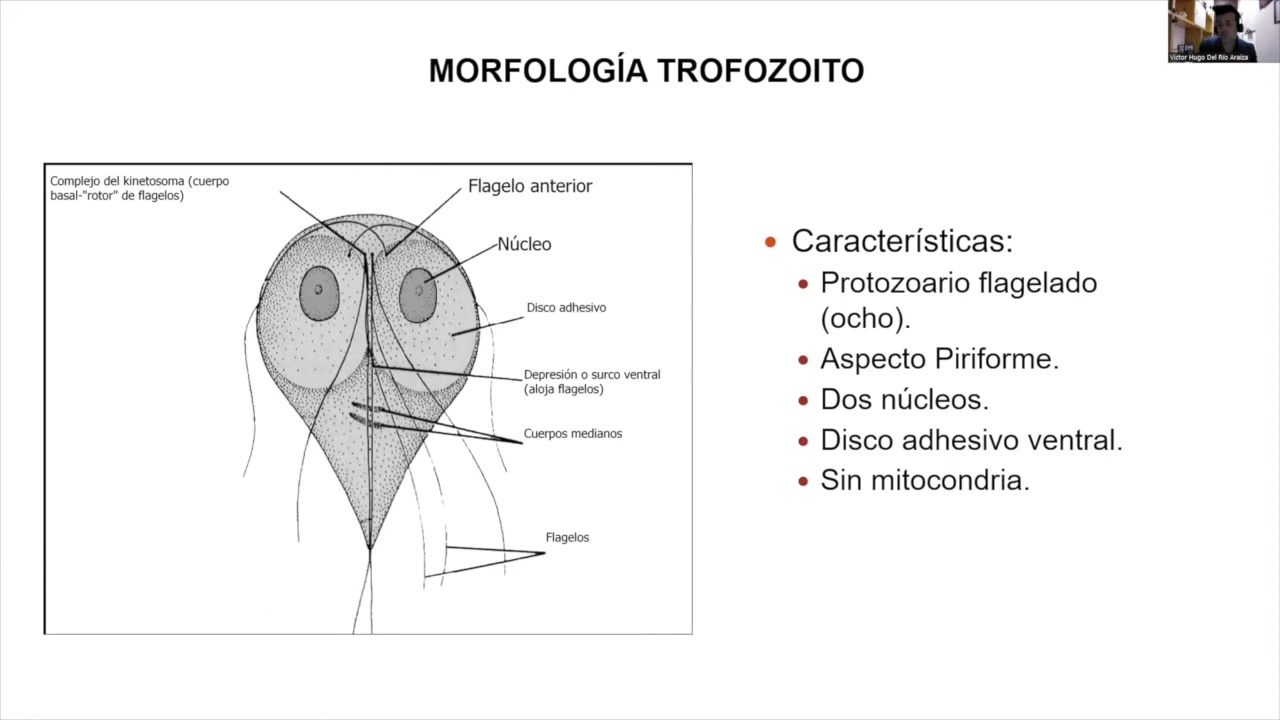 Víctor Hugo Del Río Araiza
MORFOLOGÍA TROFOZOITO
Complejo del kinetosoma (cuerpo
basal-"rotor" de flagelos)
Flagelo anterior
Núcleo
Disco adhesivo
Depresión o surco ventral
(aloja flagelos)
Cuerpos medianos
Flagelos
• Características:
• Protozoario flagelado
(ocho).
• Aspecto Piriforme.
• Dos núcleos.
• Disco adhesivo ventral.
• Sin mitocondria.